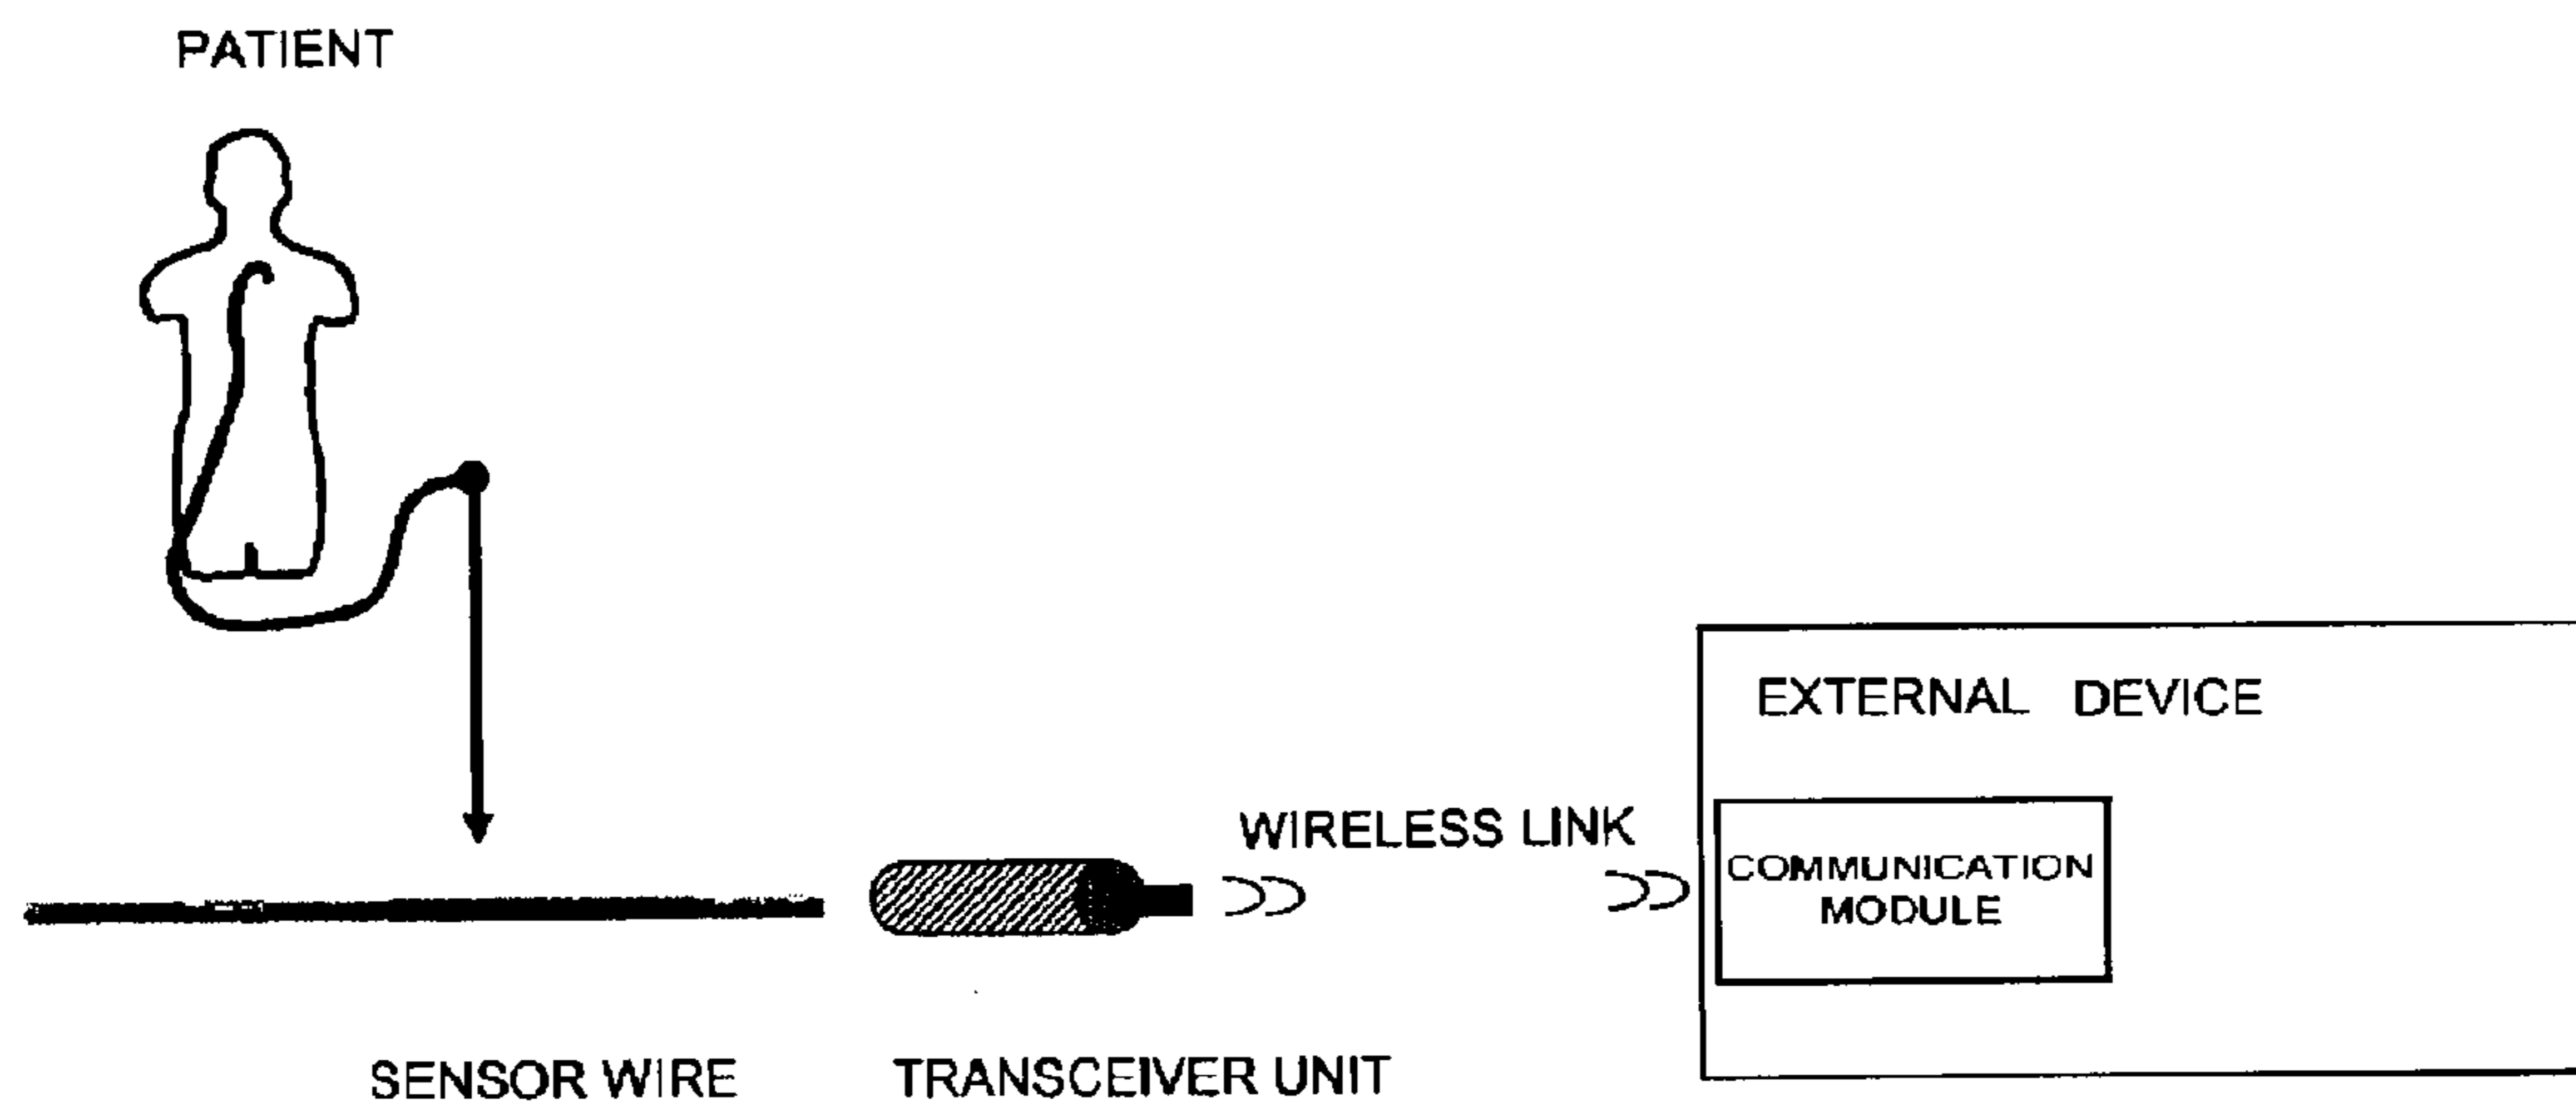 PATIENT
EXTERNAL DEVICE
WIRELESS LINK
COMMUNICATION
MODULE
SENSOR WIRE
TRANSCEIVER UNIT